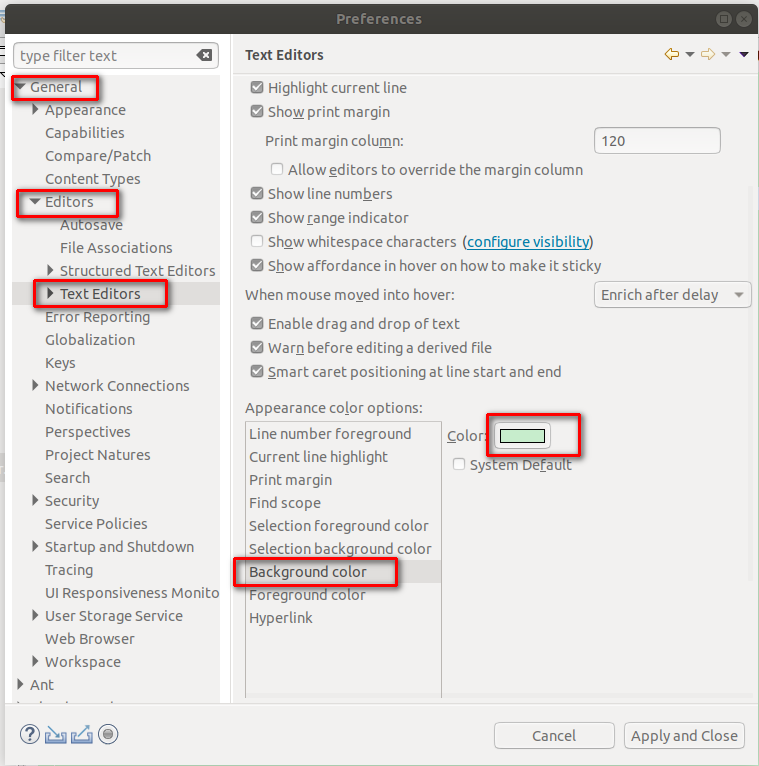 Preferences
type filter text
General
Appearance
Capabilities
Compare/Patch
Content Types
Editors
Autosave
File Associations
Structured Text Editors
Text Editors
Error Reporting
Globalization
Keys
Network Connections
Notifications
Perspectives
Project Natures
Search
Security
Service Policies
Startup and Shutdown
Tracing
UI Responsiveness Monito
User Storage Service
Web Browser
Workspace
Ant
Text Editors
Highlight current line
Show print margin
Print margin column:
120
Allow editors to override the margin column
Show line numbers
Show range indicator
Show whitespace characters (configure visibility)
Show affordance in hover on how to make it sticky
When mouse moved into hover:
Enrich after delay
Enable drag and drop of text
Warn before editing a derived file
Smart caret positioning at line start and end
Appearance color options:
Line number foreground
Current line highlight
Print margin
Find scope
Selection foreground color
Selection background color
Background color
Foreground color
Hyperlink
Color:
System Default
?
Cancel
Apply and Close